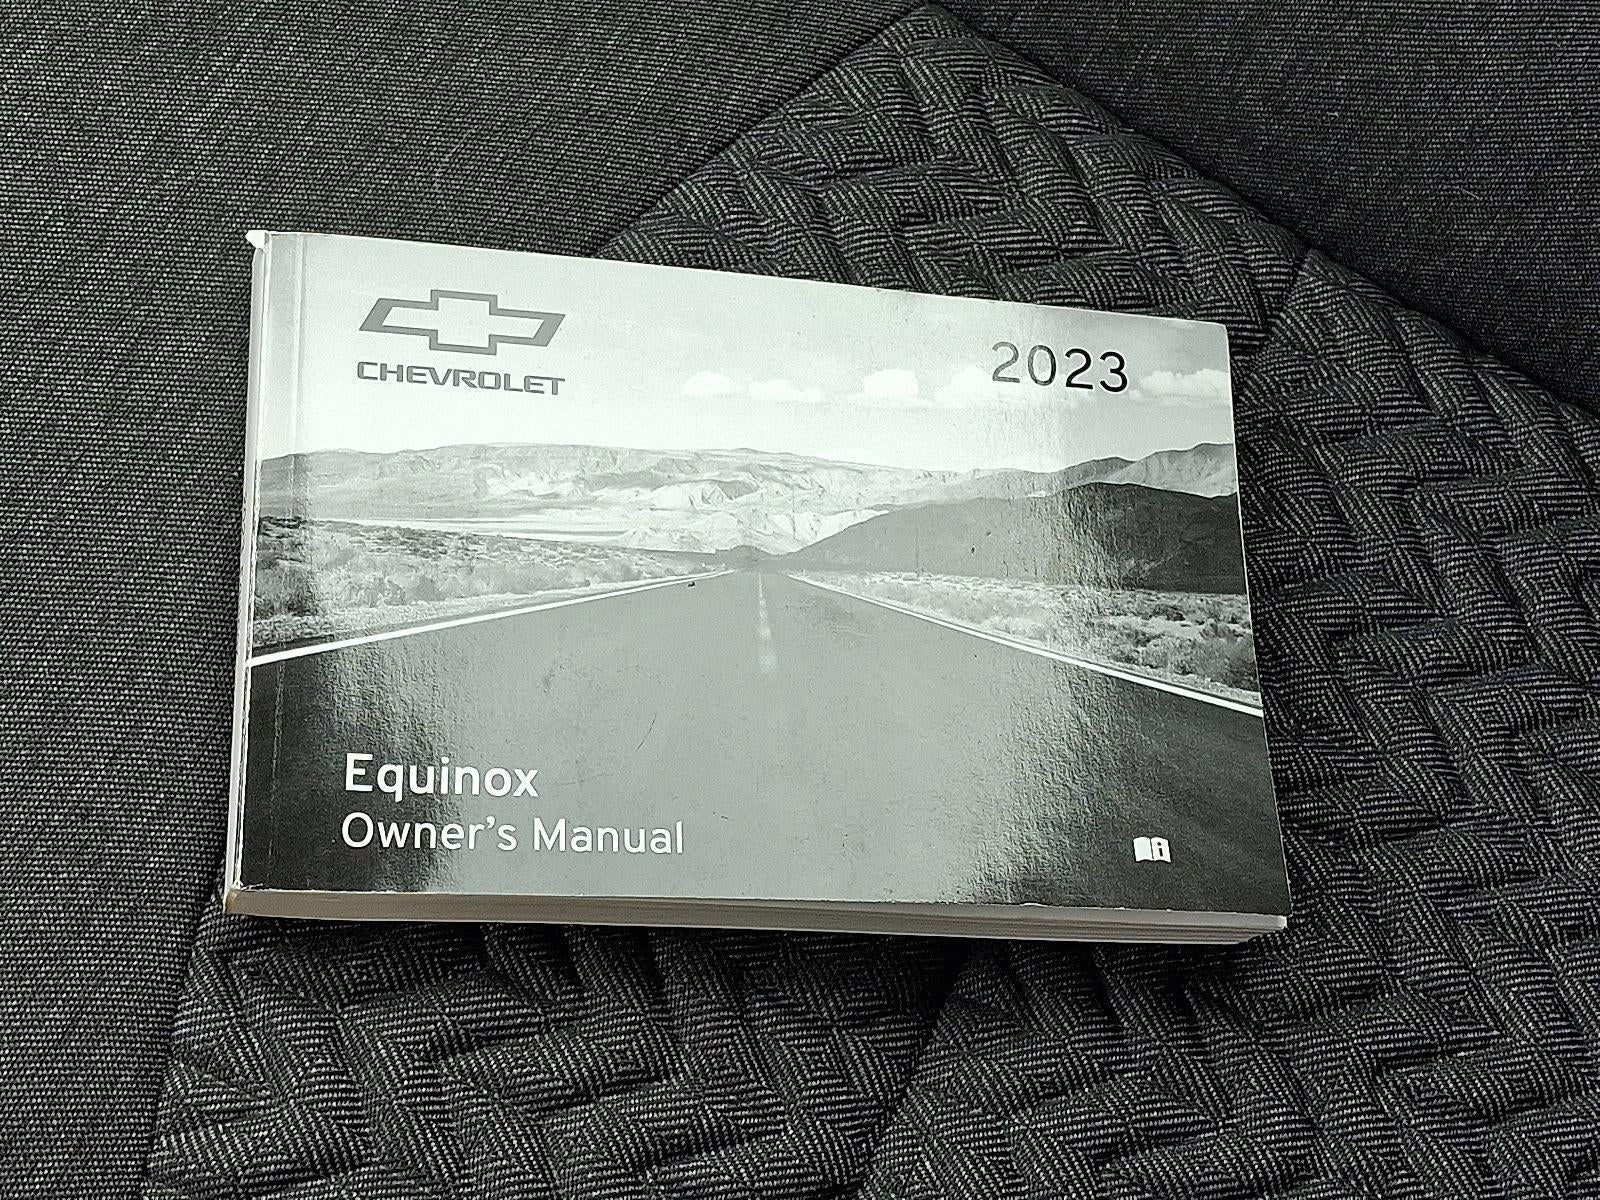 CHEVROLET
2023
Equinox
Owner's Manual